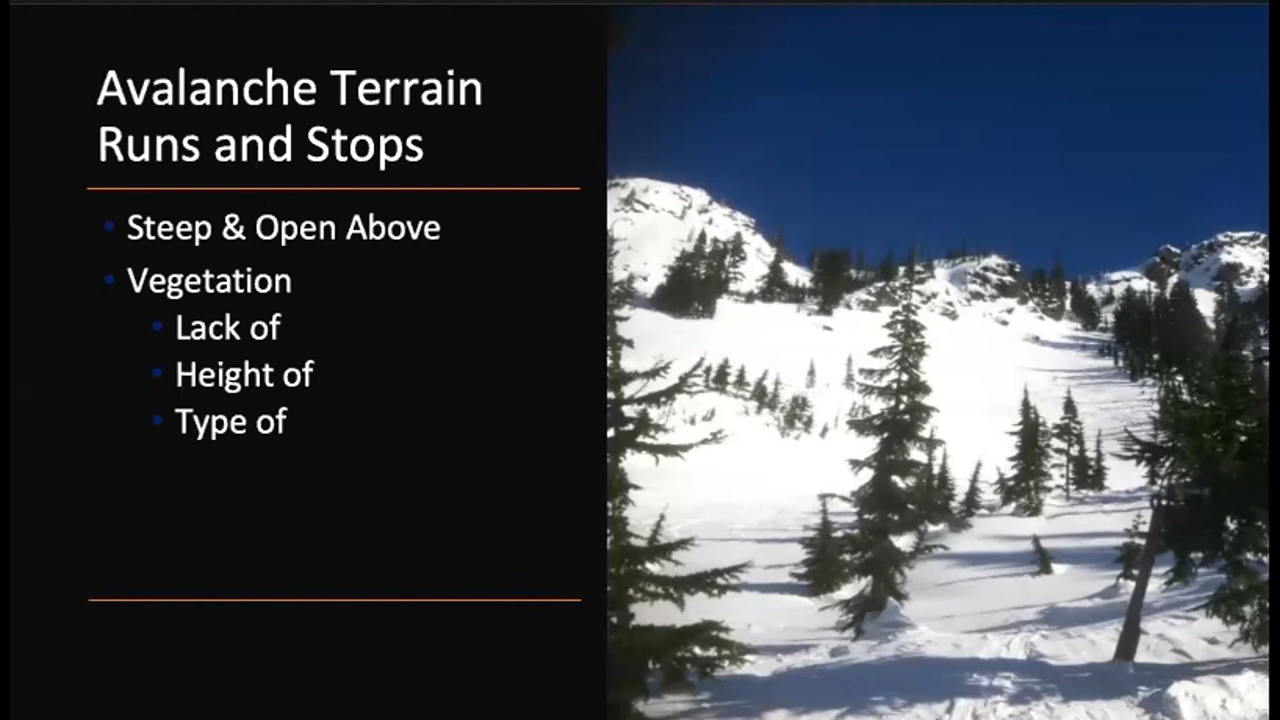 Avalanche Terrain
Runs and Stops
• Steep & Open Above
• Vegetation
• Lack of
• Height of
• Type of